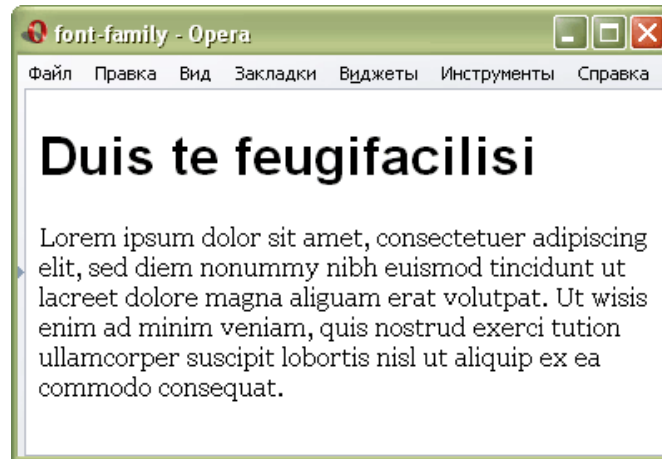 font-family - Opera
Файл Правка Вид Закладки Виджеты Инструменты Справка
Duis te feugifacilisi
Lorem ipsum dolor sit amet, consectetuer adipiscing
elit, sed diem nonummy nibh euismod tincidunt ut
lacreet dolore magna aliguam erat volutpat. Ut wisis
enim ad minim veniam, quis nostrud exerci tution
ullamcorper suscipit lobortis nisl ut aliquip ex ea
commodo consequat.